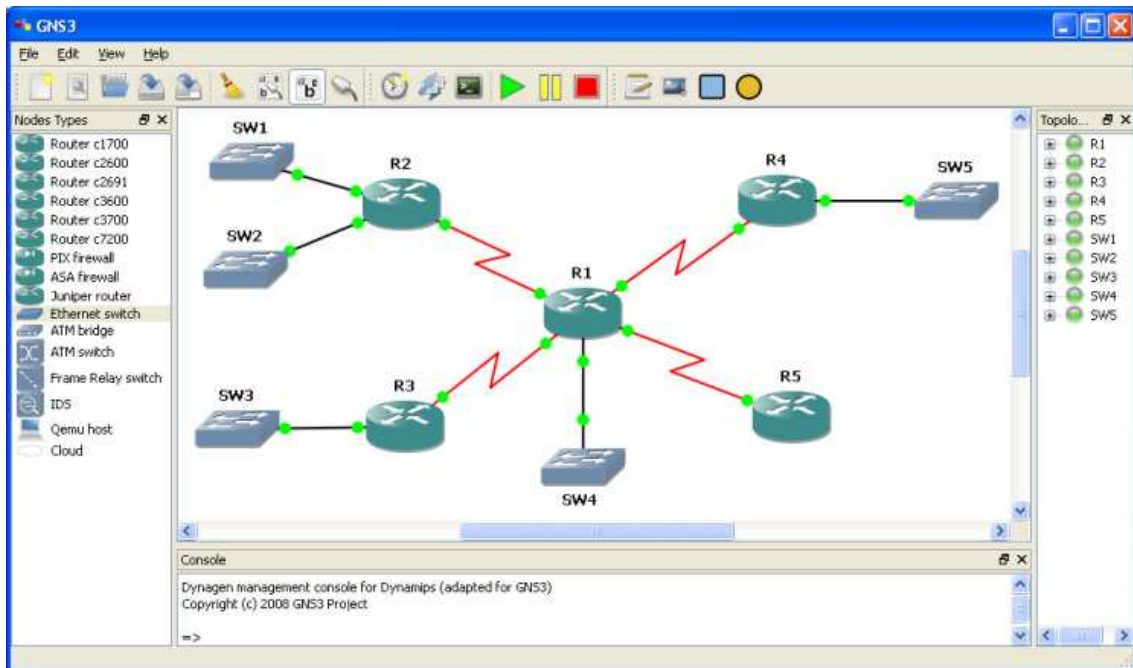 GNS3
File Edit View Help
Nodes Types
Router c1700
Router c2600
Router c2691
Router c3600
Router c3700
Router c7200
PIX firewall
ASA firewall
Juniper router
Ethernet switch
ATM bridge
ATM switch
Frame Relay switch
IDS
Qemu host
Cloud
SW1
R2
SW2
R4
SW5
R1
R3
SW3
R5
SW4
Topolo...
R1
R2
R3
R4
R5
SW1
SW2
SW3
SW4
SW5
Console
Dynagen management console for Dynamips (adapted for GNS3)
Copyright (c) 2008 GNS3 Project
=>